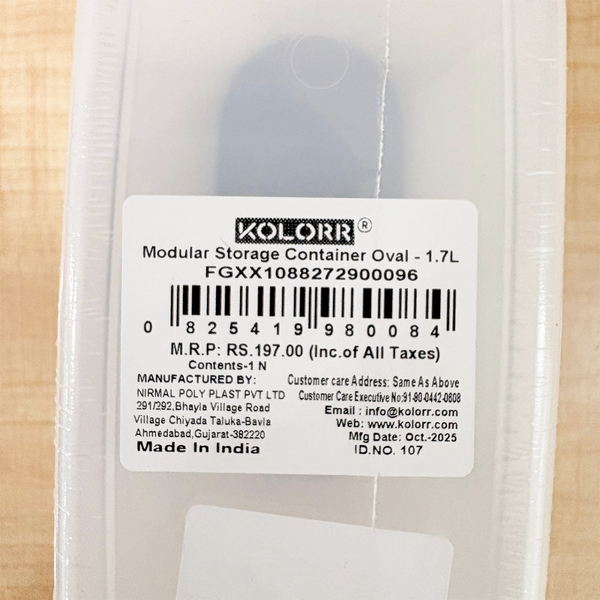 KOLORR®
Modular Storage Container Oval - 1.7L
FGXX1088272900096
0 825419 980084
M.R.P: RS.197.00 (Inc.of All Taxes)
Contents-1 N
MANUFACTURED BY:
NIRMAL POLY PLAST PVT LTD
291/292,Bhayla Village Road
Village Chiyada Taluka-Bavla
Ahmedabad,Gujarat-382220
Made In India
Customer care Address: Same As Above
Customer Care Executive No:91-80-0442-0608
Email : info@kolorr.com
Web: www.kolorr.com
Mfg Date: Oct.-2025
ID.NO. 107